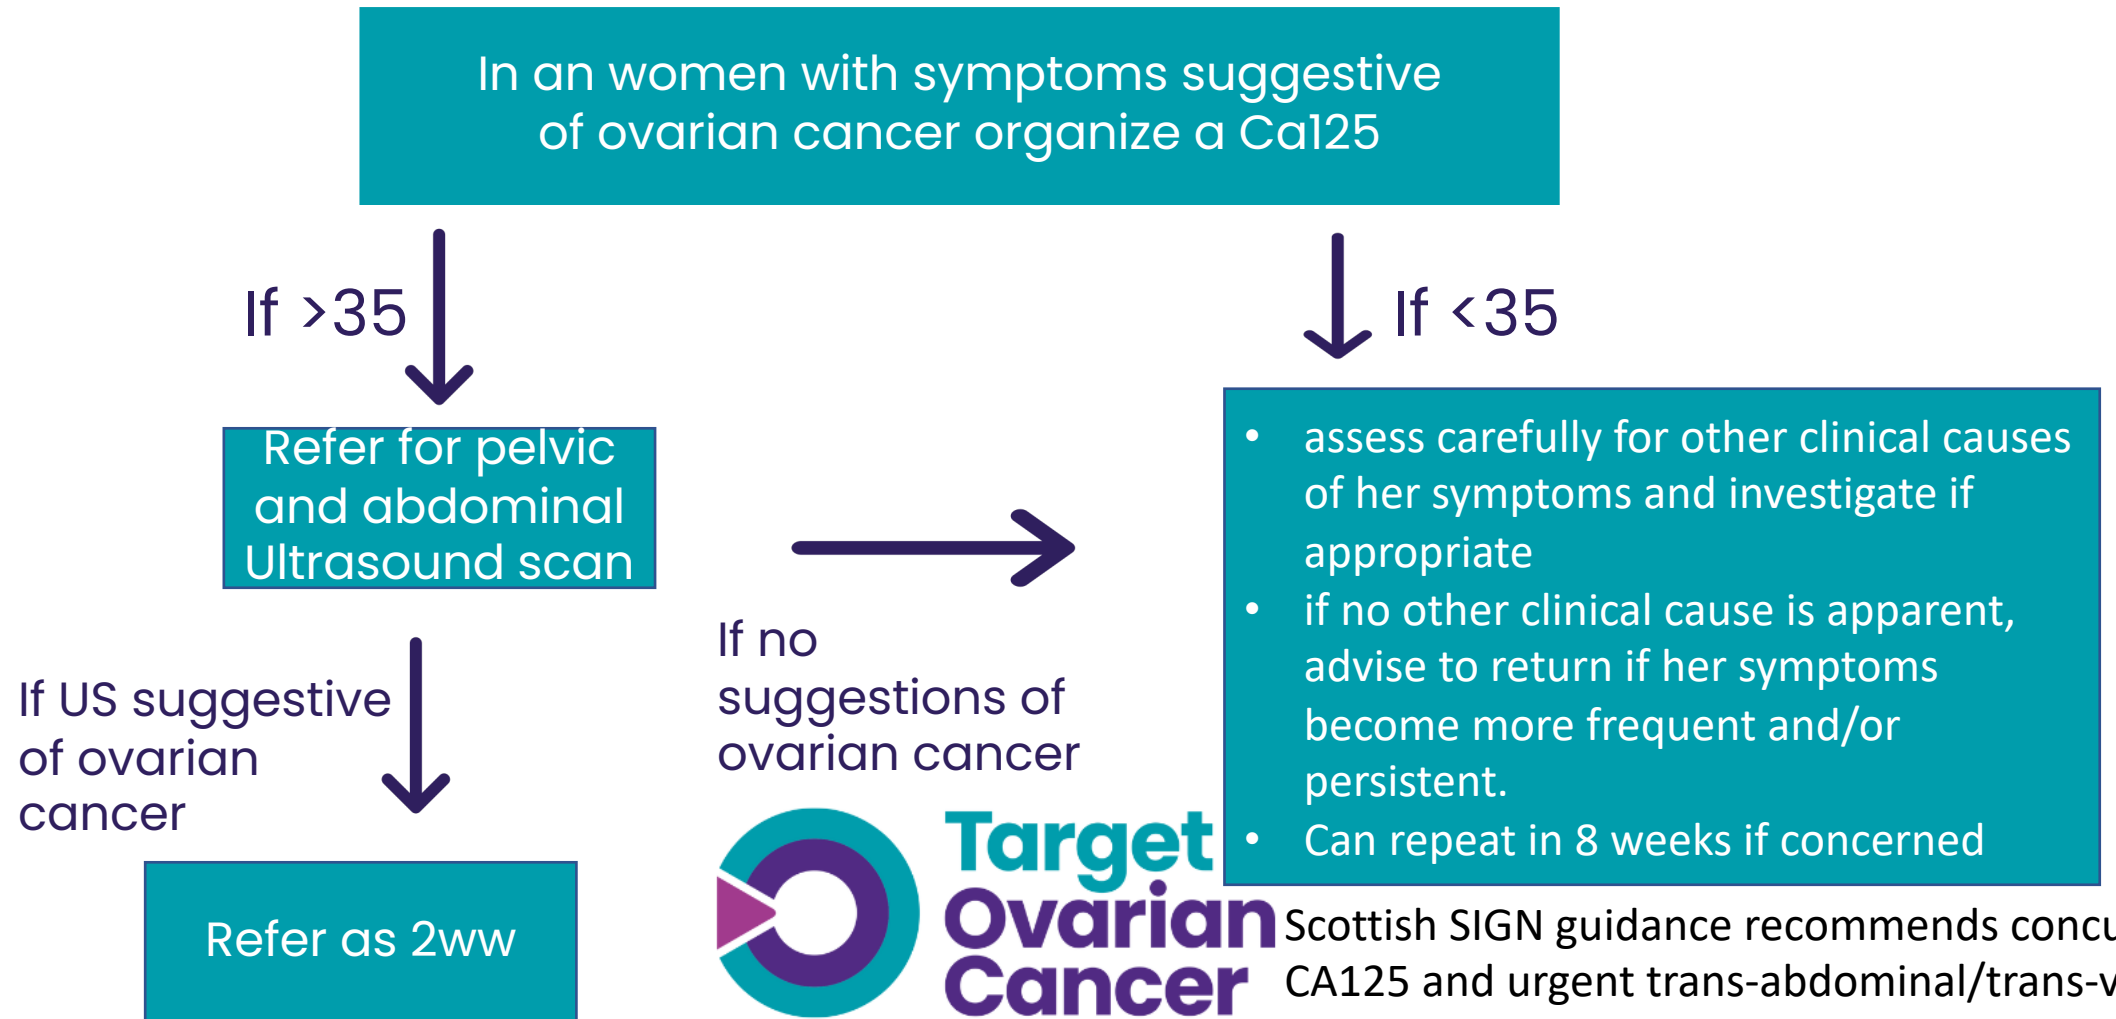 In an women with symptoms suggestive
of ovarian cancer organize a Ca125
If >35
If <35
Refer for pelvic
and abdominal
Ultrasound scan
If US suggestive
of ovarian
cancer
Refer as 2ww
If no
suggestions of
ovarian cancer
• assess carefully for other clinical causes
of her symptoms and investigate if
appropriate
• if no other clinical cause is apparent,
advise to return if her symptoms
become more frequent and/or
persistent.
• Can repeat in 8 weeks if concerned
Target
Ovarian
Cancer
Scottish SIGN guidance recommends
CA125 and urgent trans-abdominal/